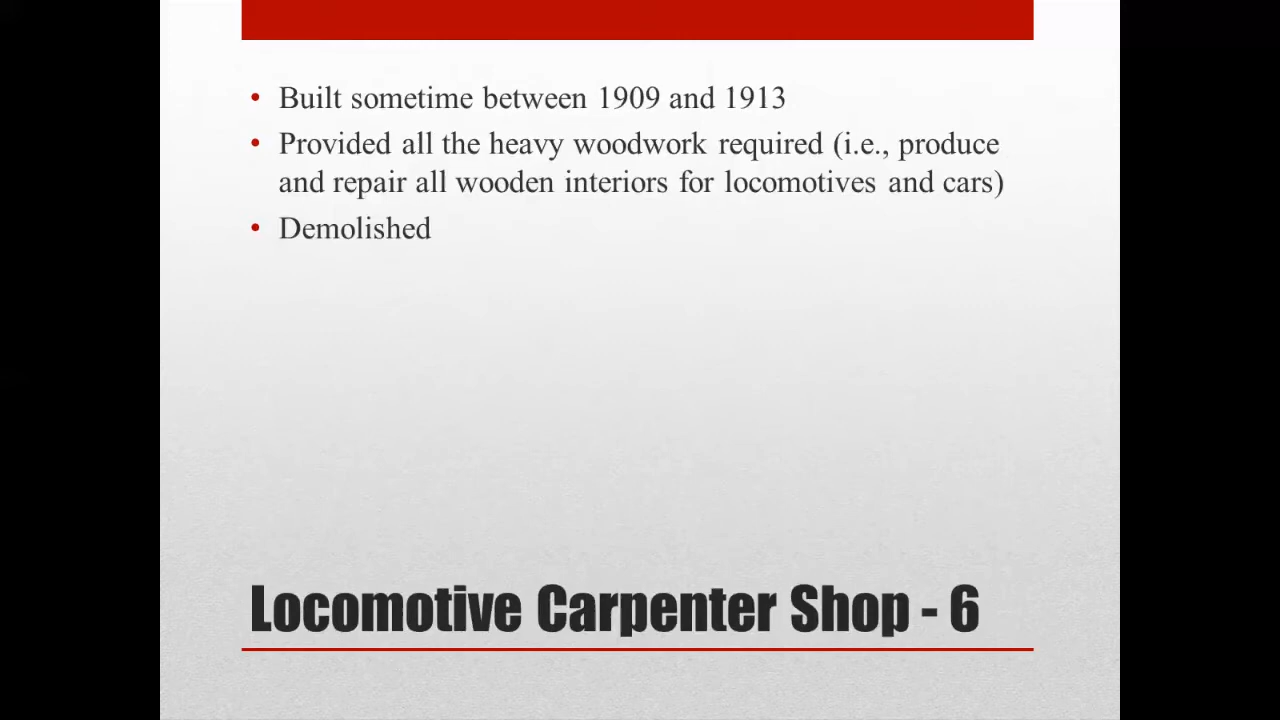 • Built sometime between 1909 and 1913
• Provided all the heavy woodwork required (i.e., produce
and repair all wooden interiors for locomotives and cars)
• Demolished
Locomotive Carpenter Shop - 6